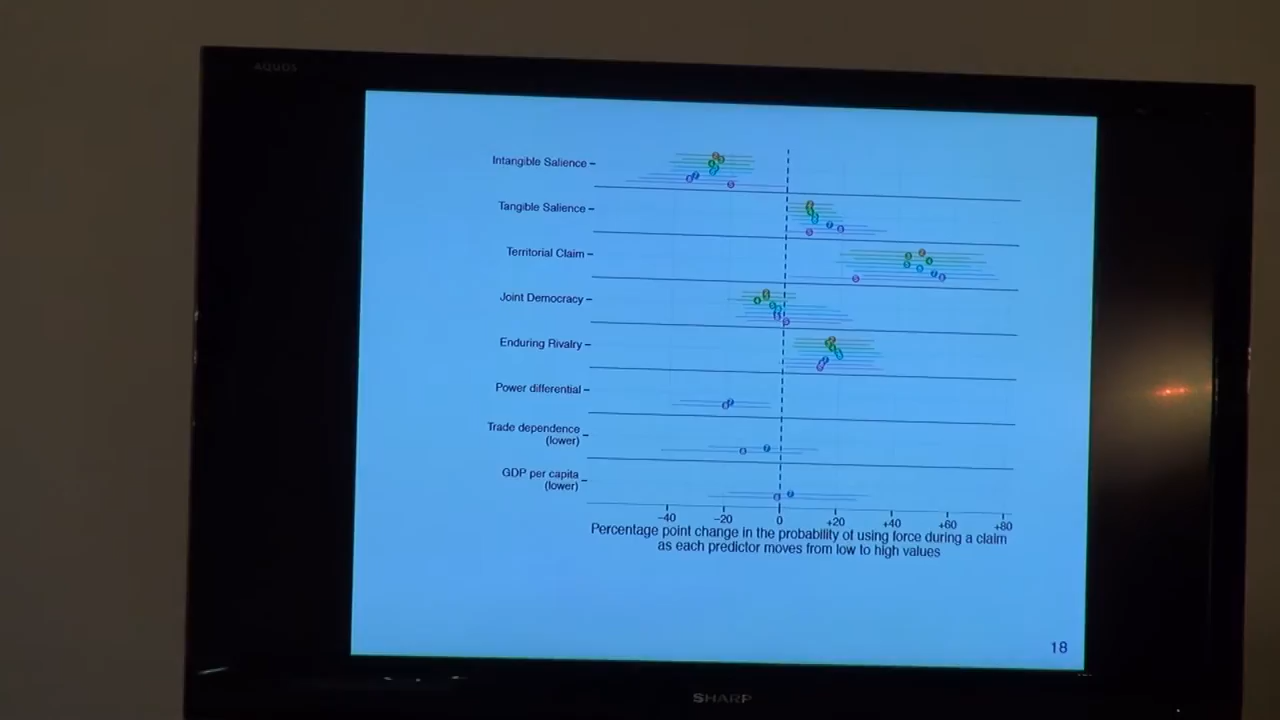 AQUOS
Intangible Salience
Tangible Salience
Territorial Claim
Joint Democracy
Enduring Rivalry
Power differential
Trade dependence
(lower)
GDP per capita
(lower)
−40 −20 0 +20 +40 +60 +80
Percentage point change in the probability of using force during a claim
as each predictor moves from low to high values
18
SHARP